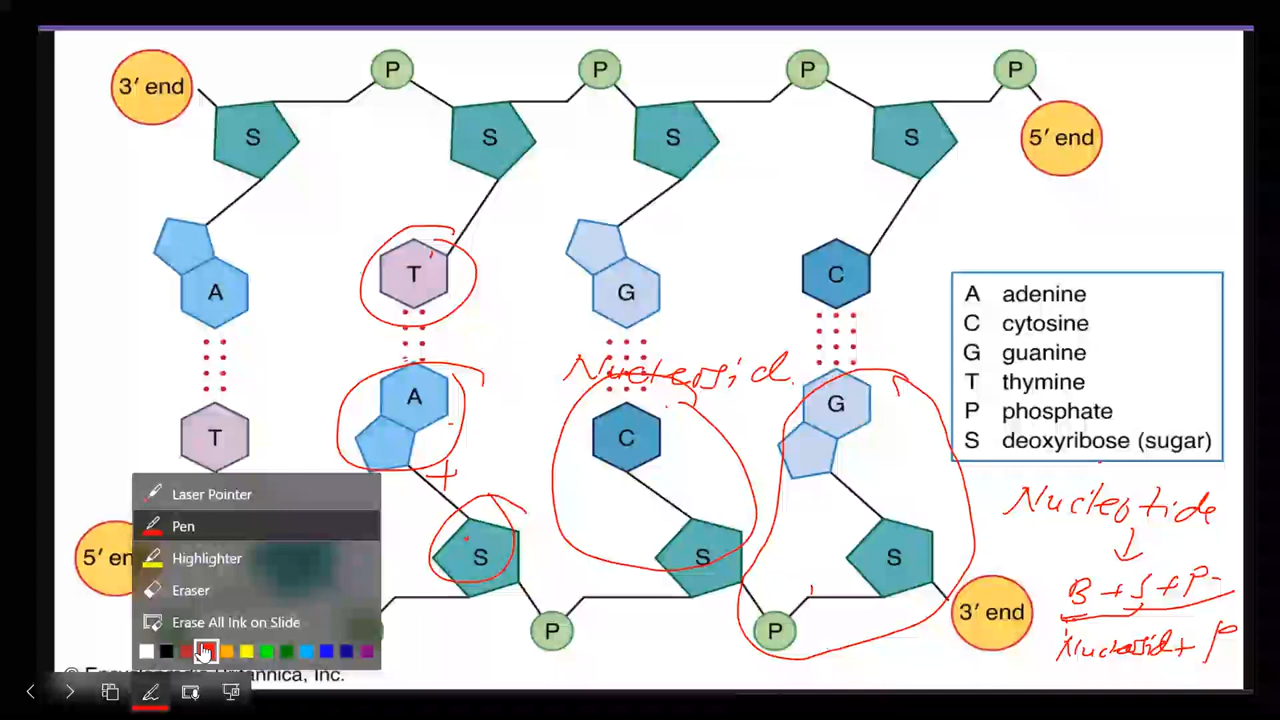 3′ end
P
P
P
P
S
S
S
S
5′ end
A
T
G
C
A adenine
C cytosine
G guanine
T thymine
P phosphate
S deoxyribose (sugar)
Nucleosid.
T
A
C
G
+
Laser Pointer
Pen
Highlighter
Eraser
Erase All Ink on Slide
5′ en
S
S
S
P
P
3′ end
Nucleotide
B + S + P
Nucleosid + P
Britannica, Inc.